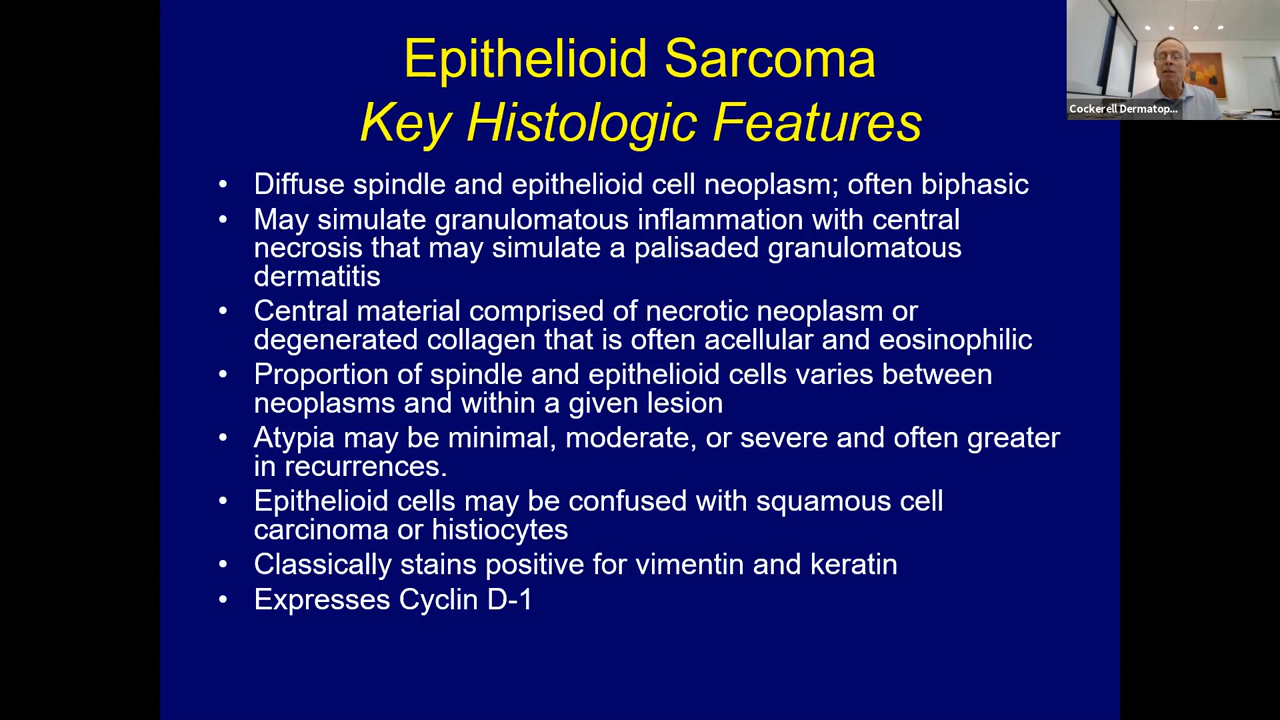 Epithelioid Sarcoma
Key Histologic Features
Cockerell Dermatop...
• Diffuse spindle and epithelioid cell neoplasm; often biphasic
• May simulate granulomatous inflammation with central
necrosis that may simulate a palisaded granulomatous
dermatitis
• Central material comprised of necrotic neoplasm or
degenerated collagen that is often acellular and eosinophilic
• Proportion of spindle and epithelioid cells varies between
neoplasms and within a given lesion
• Atypia may be minimal, moderate, or severe and often greater
in recurrences.
• Epithelioid cells may be confused with squamous cell
carcinoma or histiocytes
• Classically stains positive for vimentin and keratin
• Expresses Cyclin D-1